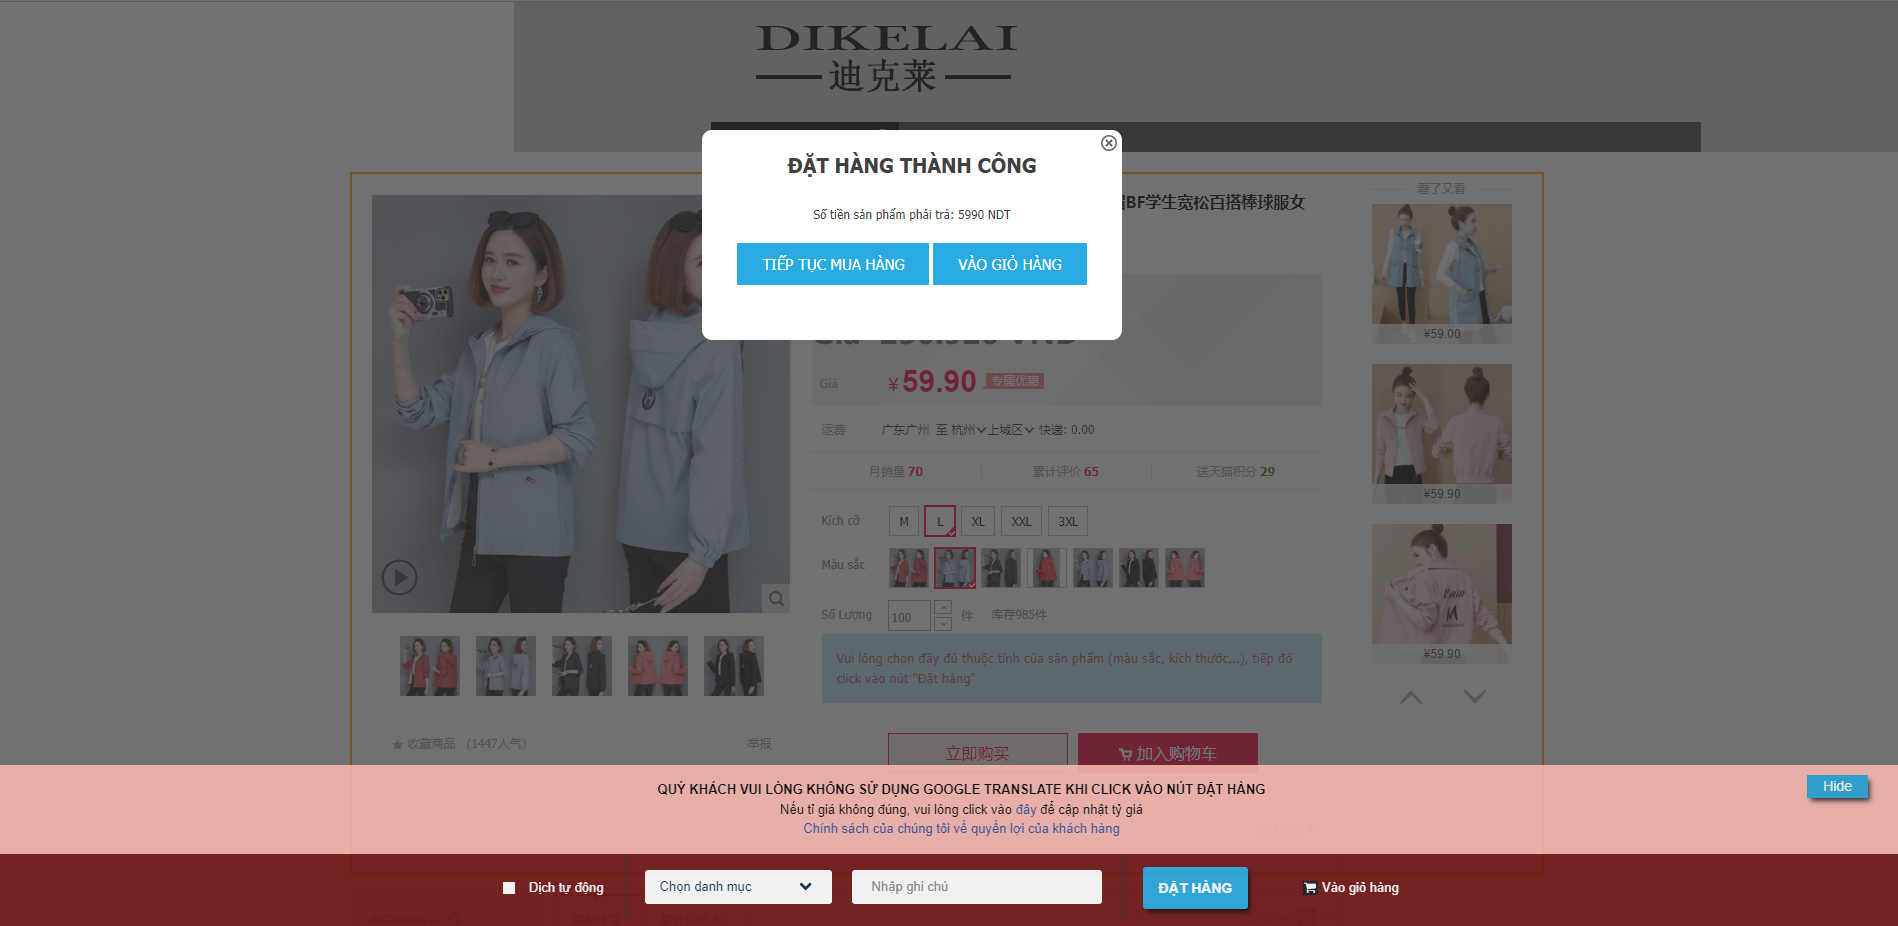 DIKELAI
迪克莱
ĐẶT HÀNG THÀNH CÔNG
Số tiền sản phẩm phải trả: 5990 NDT
TIẾP TỤC MUA HÀNG
VÀO GIỎ HÀNG
BF学生宽松百搭棒球服女
Giá
¥59.90 专属优惠
运费 广东广州 至 杭州 上城区 快递: 0.00
月销量 70
累计评价 65
送天猫积分 29
Kích cỡ M L XL XXL 3XL
Màu sắc
Số Lượng 100 件 库存985件
Vui lòng chọn đầy đủ thuộc tính của sản phẩm (màu sắc, kích thước,..), tiếp đó
click vào nút "Đặt hàng"
收藏商品 (1447人气)
举报
立即购买
加入购物车
看了又看
¥59.00
¥59.90
¥59.90
QUÝ KHÁCH VUI LÒNG KHÔNG SỬ DỤNG GOOGLE TRANSLATE KHI CLICK VÀO NÚT ĐẶT HÀNG
Hide
Nếu tỉ giá không đúng, vui lòng click vào đây để cập nhật tỷ giá
Chính sách của chúng tôi về quyền lợi của khách hàng
Dịch tự động
Chọn danh mục
Nhập ghi chú
ĐẶT HÀNG
Vào giỏ hàng